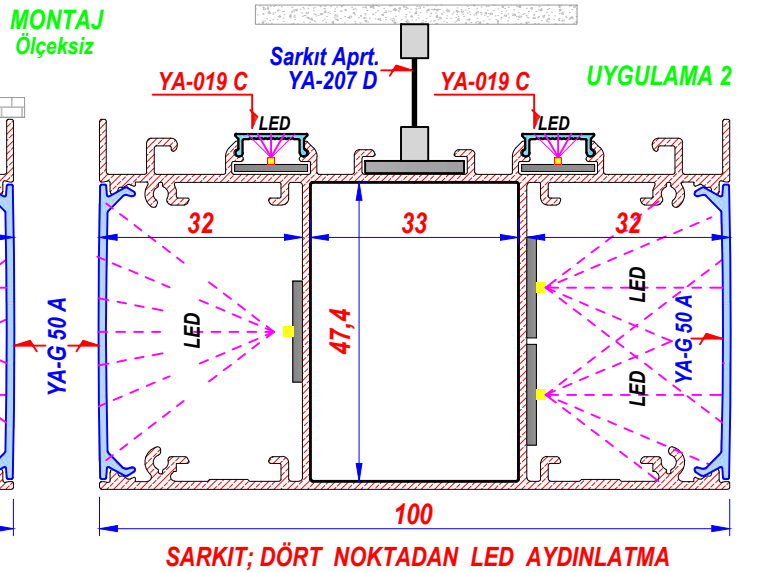 MONTAJ
Ölçeksiz
Sarkıt Aprt.
YA-207 D
UYGULAMA 2
YA-019 C
YA-019 C
LED
LED
32
33
32
47,4
LED
LED
LED
YA-G 50 A
YA-G 50 A
100
SARKIT; DÖRT NOKTADAN LED AYDINLATMA